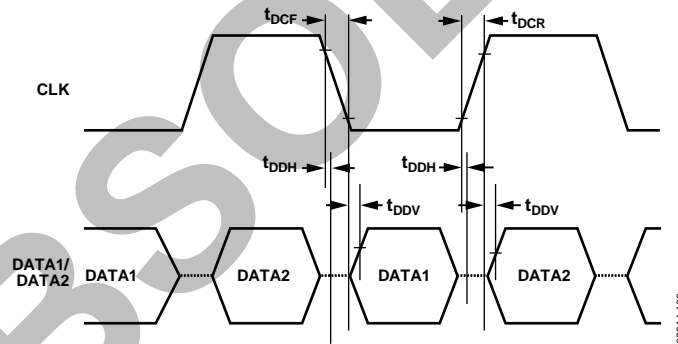 tDCF
tDCR
CLK
tDDH
tDDH
tDDV
tDDV
DATA1/
DATA2
DATA1
DATA2
DATA1
DATA2